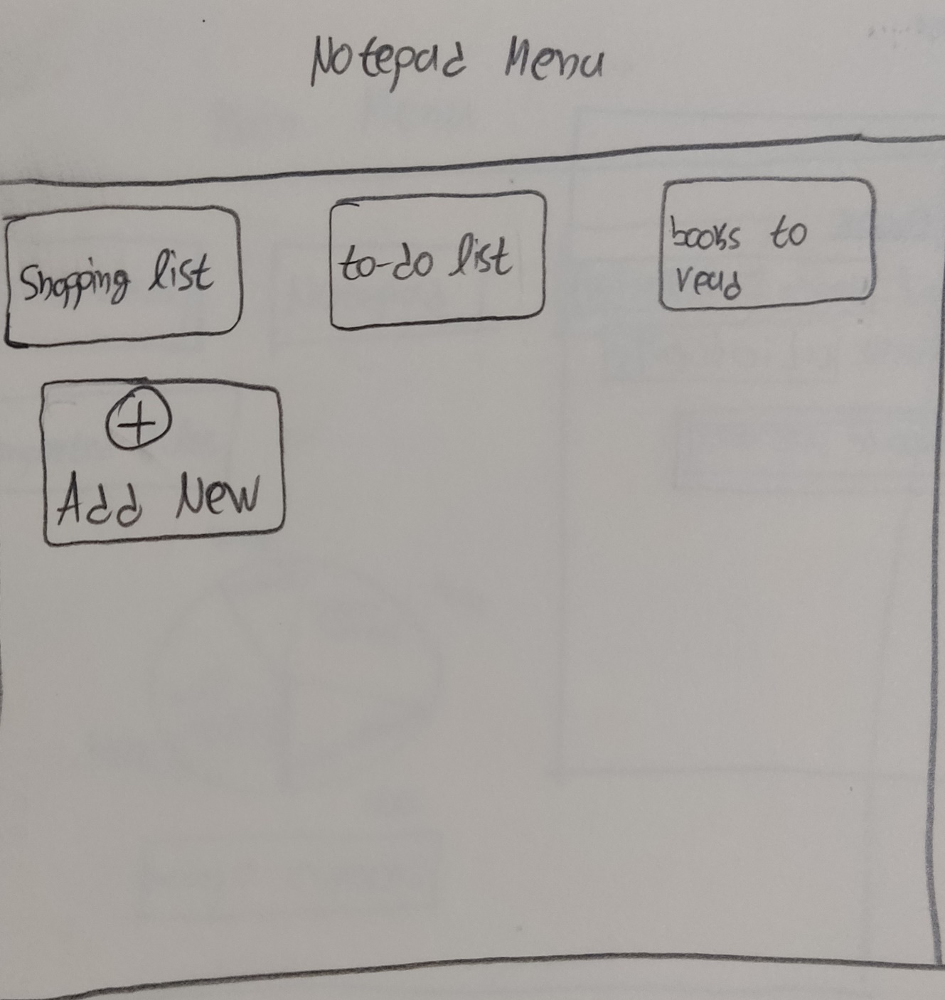 Notepad Menu
Shopping list
to-do list
books to
read
+
Add New